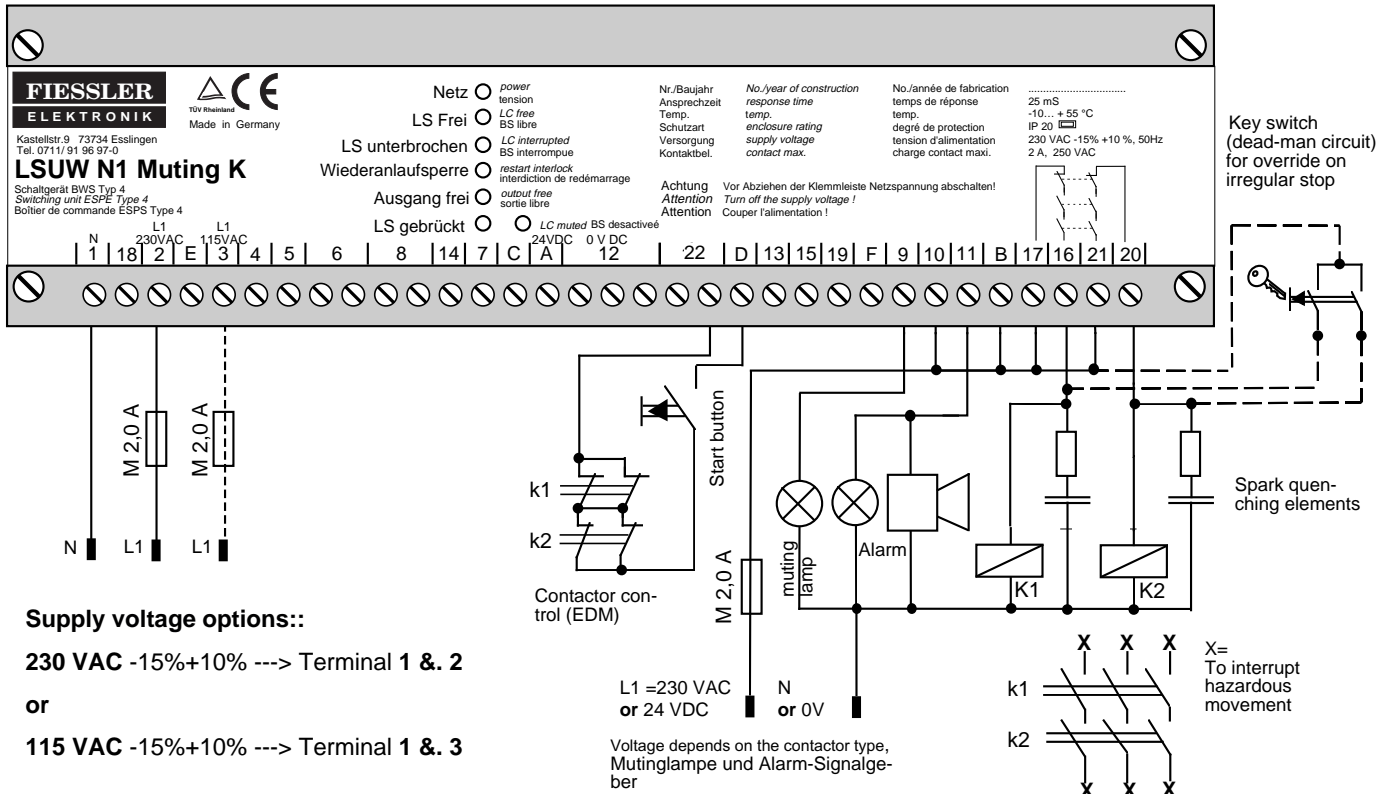 FIESSLER
ELEKTRONIK
TÜV Rheinland
Made in Germany
Kastellstr.9 73734 Esslingen
Tel. 0711/ 91 96 97-0
LSUW N1 Muting K
Schaltgerät BWS Typ 4
Switching unit ESPE Type 4
Boîtier de commande ESPS Type 4
Netz power
tension
LS Frei LC free
BS libre
LS unterbrochen LC interrupted
BS interrompue
Wiederanlaufsperre restart interlock
interdiction de redémarrage
Ausgang frei output free
sortie libre
LS gebrückt LC muted BS desactiveé
Nr./Baujahr No./year of construction No./année de fabrication ................................
Ansprechzeit response time temps de réponse 25 mS
Temp. temp. temp. -10... + 55 °C
Schutzart enclosure rating degré de protection IP 20
Versorgung supply voltage tension d'alimentation 230 VAC -15% +10 %, 50Hz
Kontaktbel. contact max. charge contact maxi. 2 A, 250 VAC
Achtung Vor Abziehen der Klemmleiste Netzspannung abschalten!
Attention Turn off the supply voltage !
Attention Couper l'alimentation !
N L1 230VAC L1 115VAC 24VDC 0 V DC
1 18 2 E 3 4 5 6 8 14 7 C A 12 22 D 13 15 19 F 9 10 11 B 17 16 21 20
Key switch
(dead-man circuit)
for override on
irregular stop
M 2,0 A
M 2,0 A
N L1 L1
Start button
k1
k2
Contactor con-
trol (EDM)
M 2,0 A
muting
lamp
Alarm
K1
K2
Spark quen-
ching elements
Supply voltage options::
230 VAC -15%+10% ---> Terminal 1 &. 2
or
115 VAC -15%+10% ---> Terminal 1 &. 3
L1 =230 VAC
or 24 VDC
N
or 0V
Voltage depends on the contactor type,
Mutinglampe und Alarm-Signalge-
ber
X X X
k1
k2
X X X
X=
To interrupt
hazardous
movement